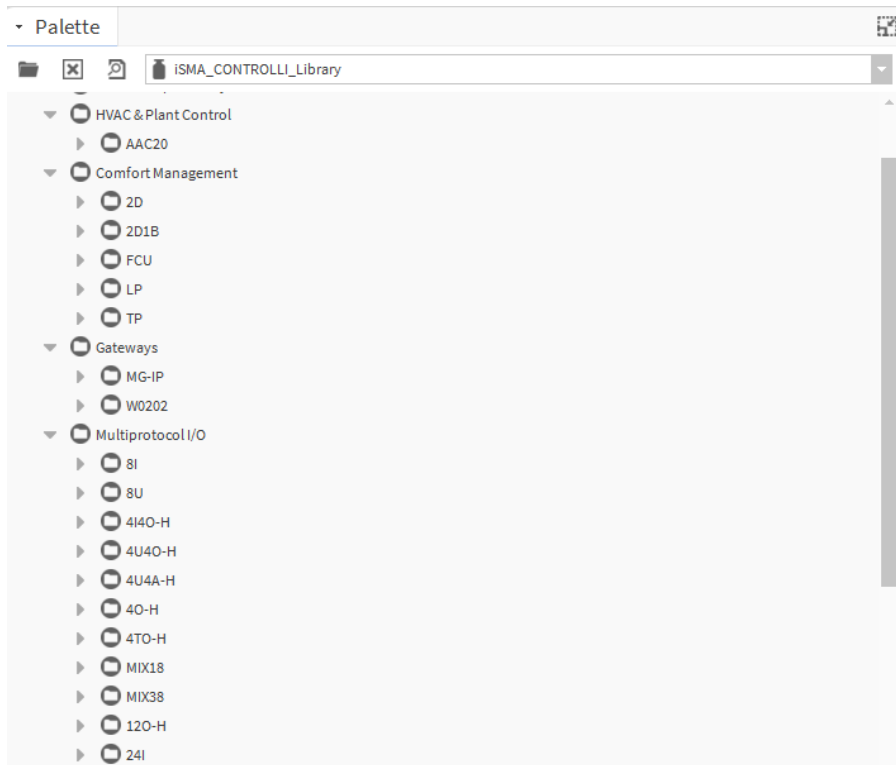 Palette
iSMA_CONTROLLI_Library
HVAC & Plant Control
AAC20
Comfort Management
2D
2D1B
FCU
LP
TP
Gateways
MG-IP
W0202
Multiprotocol I/O
8I
8U
4I4O-H
4U4O-H
4U4A-H
4O-H
4TO-H
MIX18
MIX38
12O-H
24I